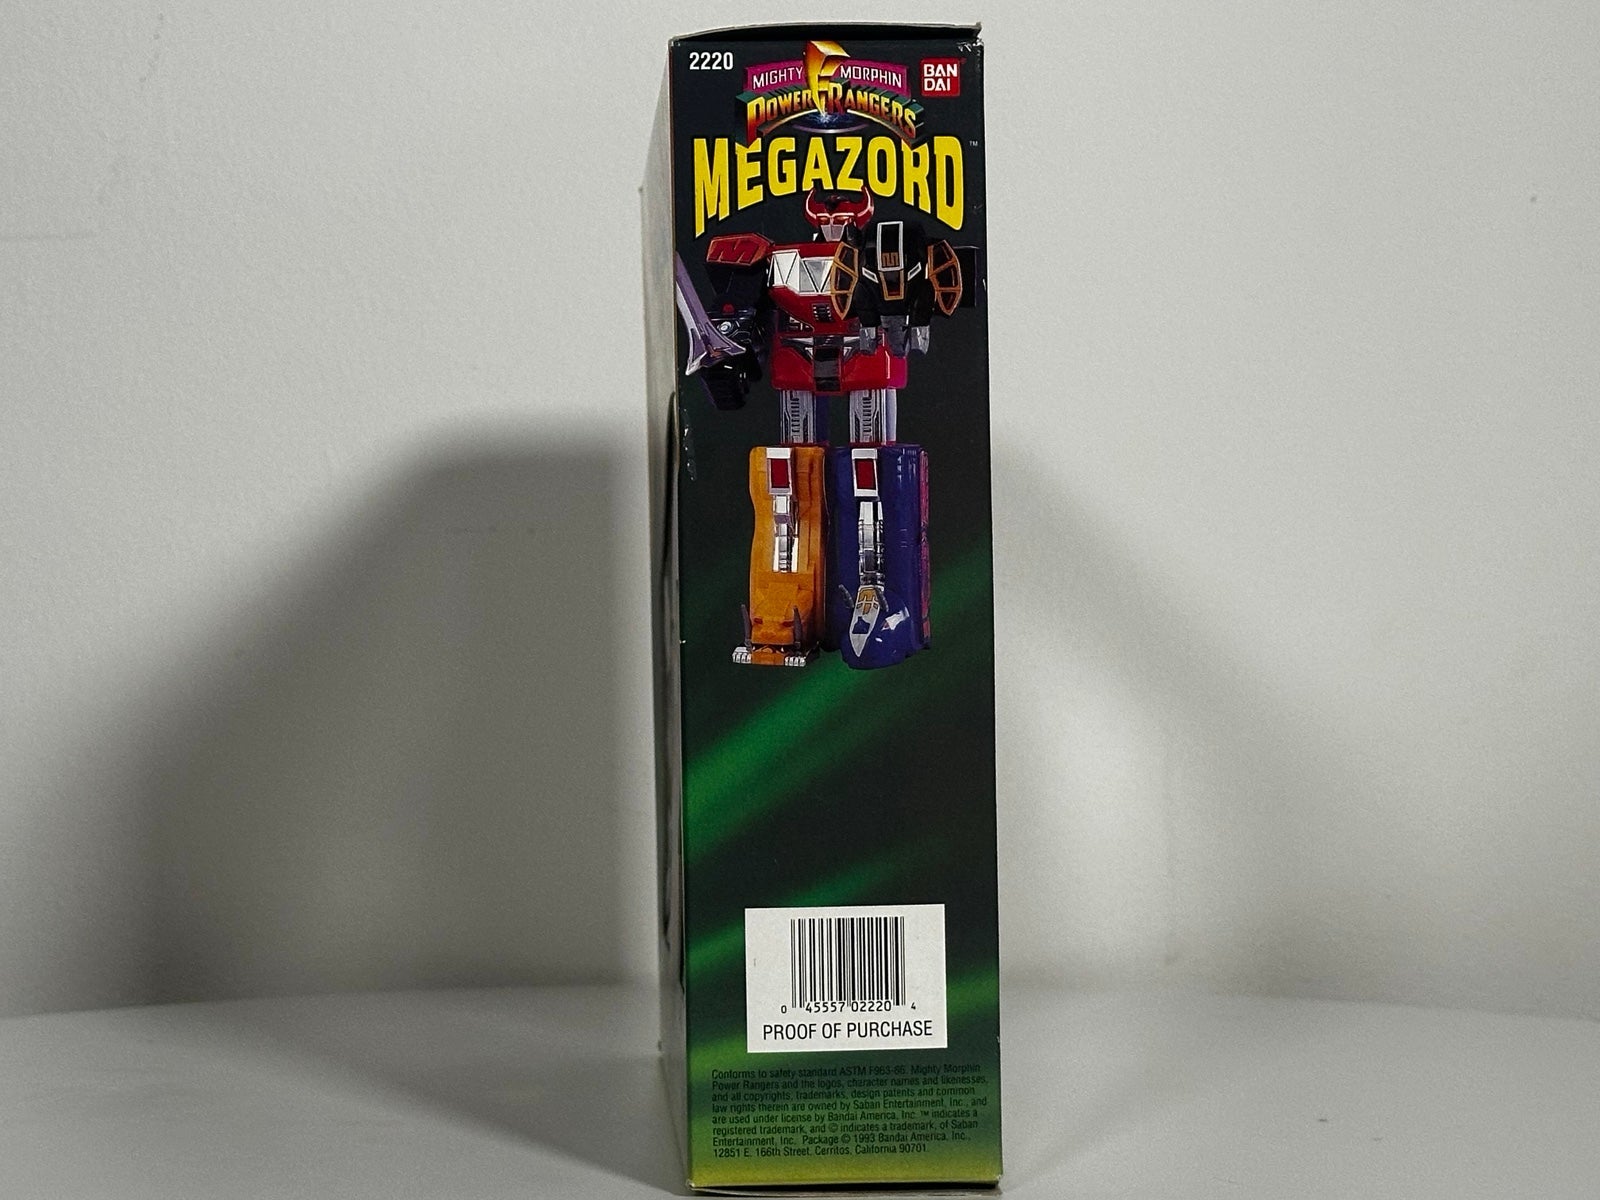 2220
MIGHTY MORPHIN
POWER RANGERS
BAN
DAI
MEGAZORD™
0 45557 02220 4
PROOF OF PURCHASE
Conforms to safety standard ASTM F963-86. Mighty Morphin
Power Rangers and the logos, character names and likenesses,
and all copyrights, trademarks, design patents and common
law rights therein are owned by Saban Entertainment, Inc., and
are used under license by Bandai America, Inc. ™ indicates a
registered trademark, and © indicates a trademark, of Saban
Entertainment, Inc. Package © 1993 Bandai America, Inc.,
12851 E. 166th Street, Cerritos, California 90701.